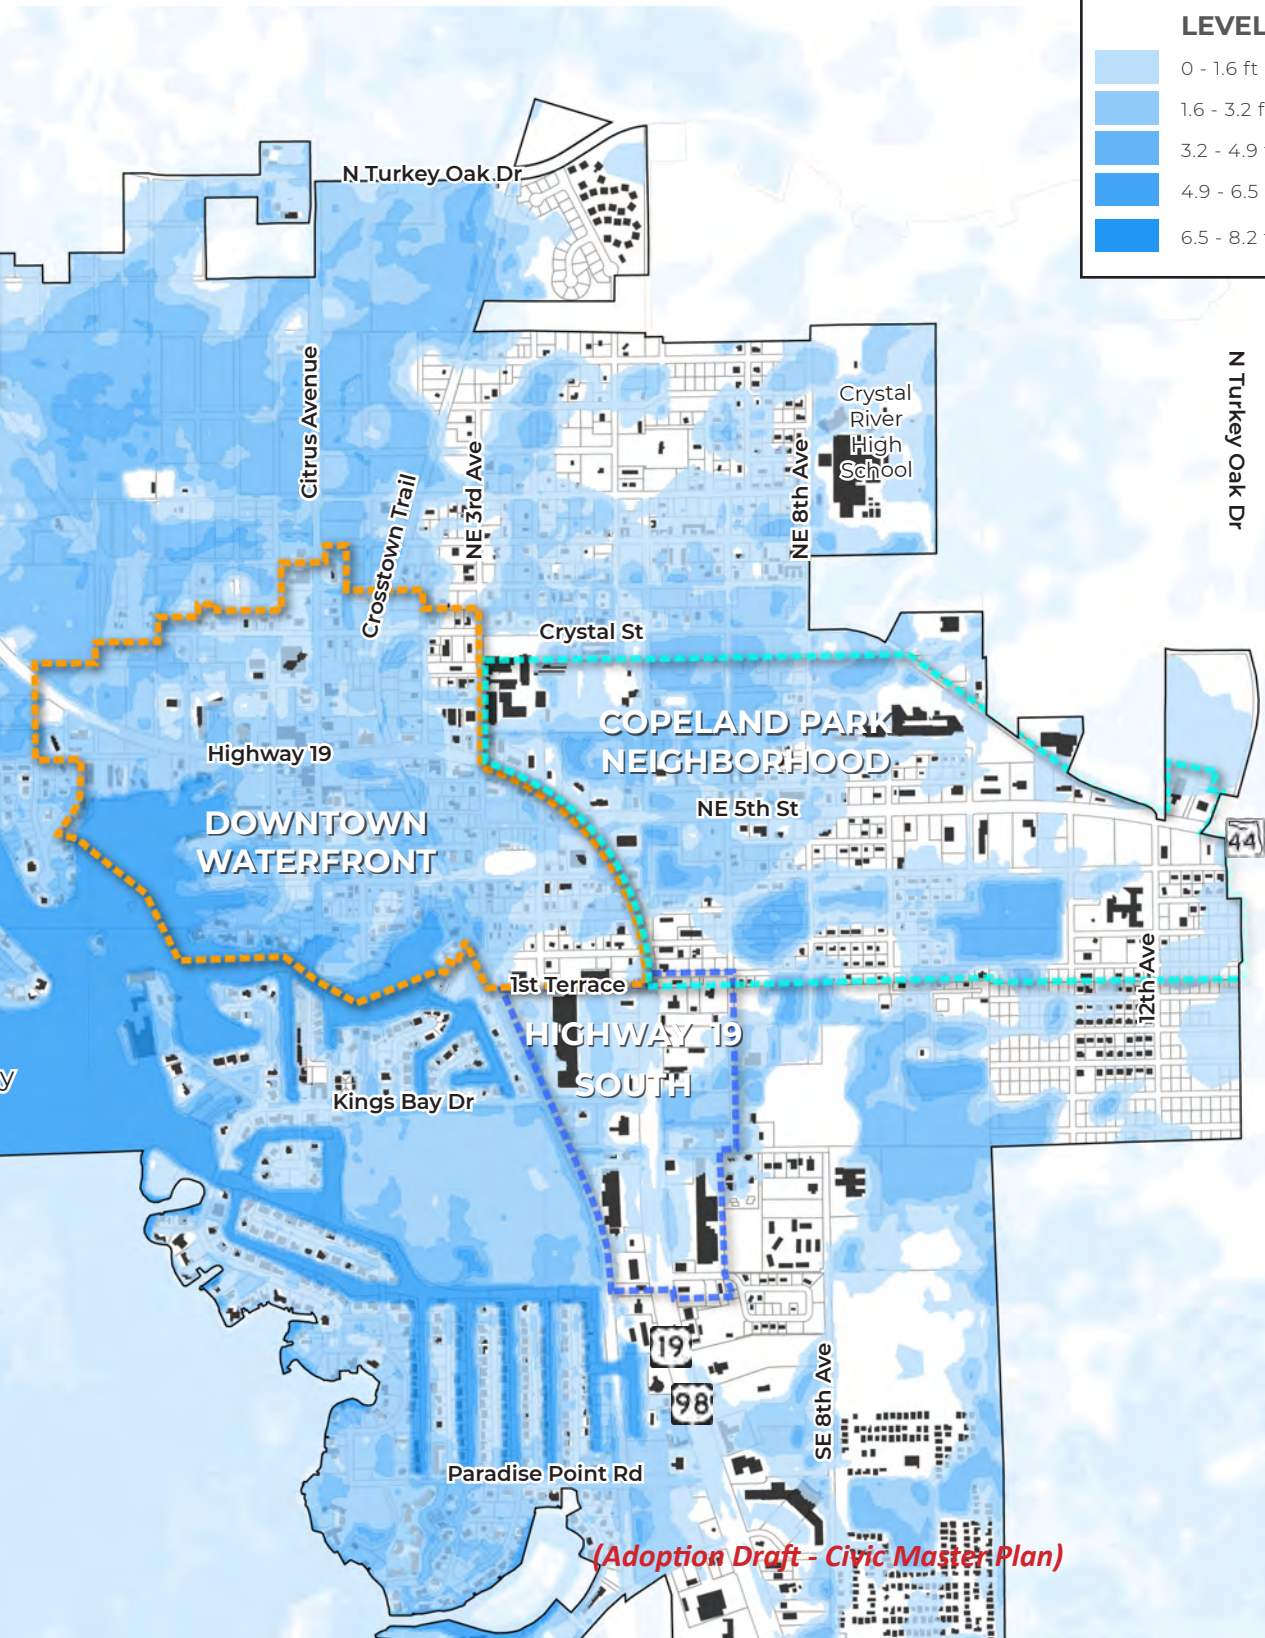 LEVEL
0 - 1.6 ft
1.6 - 3.2 f
3.2 - 4.9
4.9 - 6.5
6.5 - 8.2
N Turkey Oak Dr
N Turkey Oak Dr
Citrus Avenue
Crosstown Trail
NE 3rd Ave
NE 8th Ave
Crystal
River
High
School
Crystal St
COPELAND PARK
NEIGHBORHOOD
Highway 19
NE 5th St
DOWNTOWN
WATERFRONT
44
12th Ave
1st Terrace
HIGHWAY 19
SOUTH
y
Kings Bay Dr
19
98
SE 8th Ave
Paradise Point Rd
(Adoption Draft - Civic Master Plan)